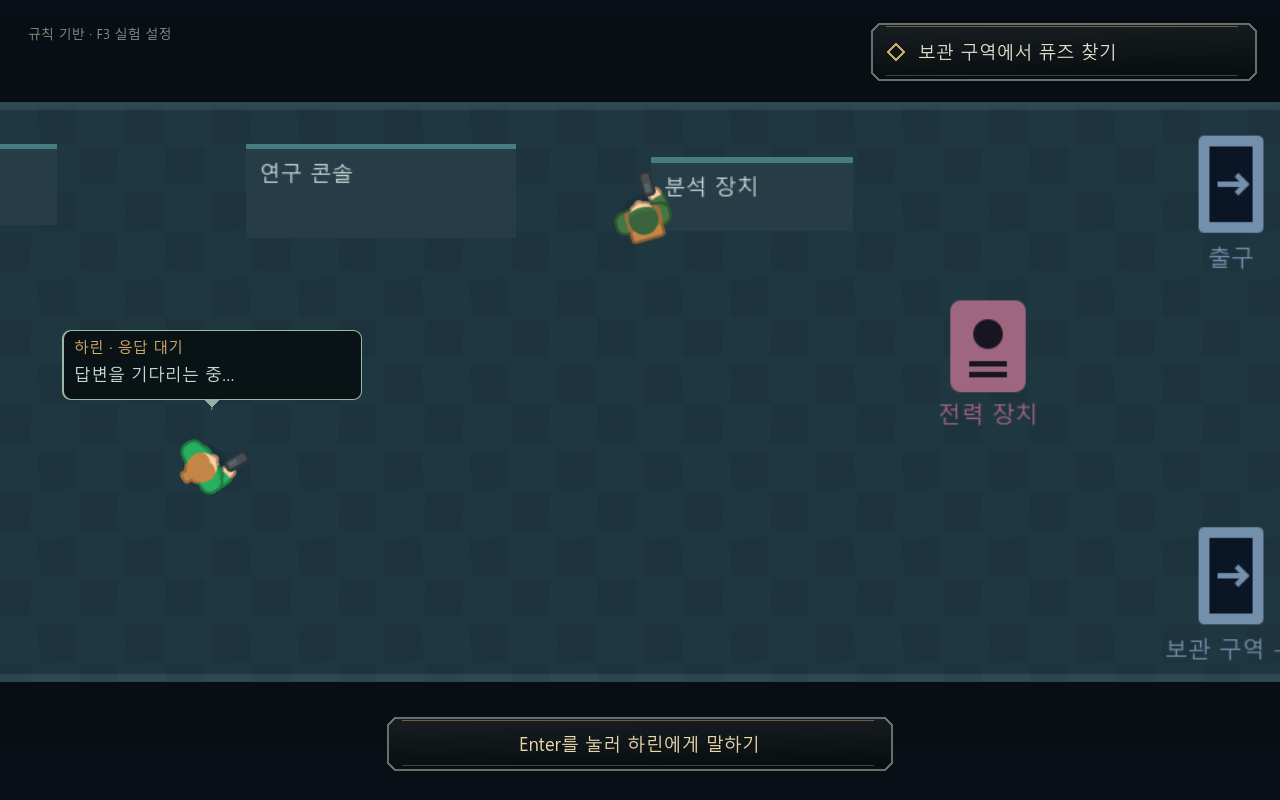 규칙 기반 · F3 실험 설정
보관 구역에서 퓨즈 찾기
연구 콘솔
분석 장치
출구
하린 · 응답 대기
답변을 기다리는 중...
전력 장치
보관 구역
Enter를 눌러 하린에게 말하기